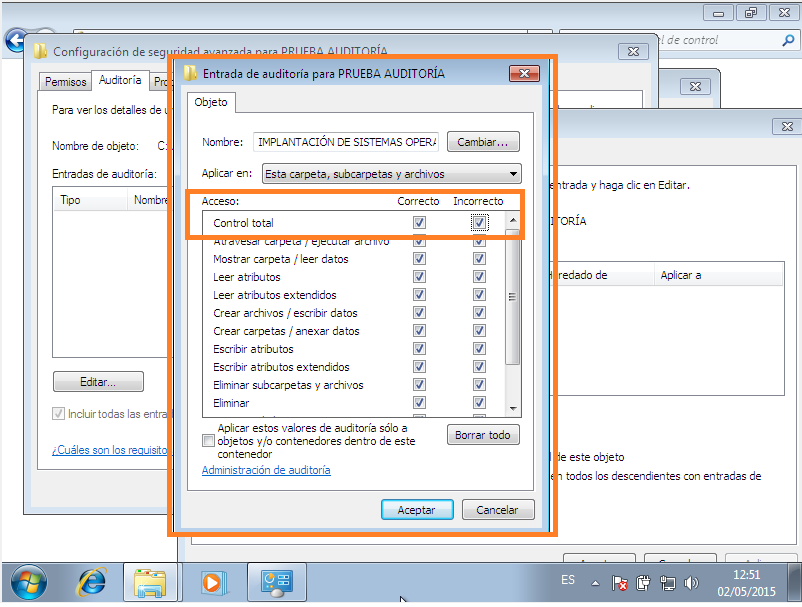 el de control
Configuración de seguridad avanzada para PRUEBA AUDITORÍA
Permisos
Auditoría
Para ver los detalles de
Nombre de objeto:
Entradas de auditoría:
Tipo
Nombre
Editar...
Incluir todas las
¿Cuáles son los
Entrada de auditoría para PRUEBA AUDITORÍA
Objeto
Nombre:
IMPLANTACIÓN DE SISTEMAS OPERA
Cambiar...
Aplicar en:
Esta carpeta, subcarpetas y archivos
Acceso:
Correcto
Incorrecto
Control total
Atravesar carpeta / ejecutar archivo
Mostrar carpeta / leer datos
Leer atributos
Leer atributos extendidos
Crear archivos / escribir datos
Crear carpetas / anexar datos
Escribir atributos
Escribir atributos extendidos
Eliminar subcarpetas y archivos
Eliminar
Aplicar estos valores de auditoría sólo a
objetos y/o contenedores dentro de este
contenedor
Borrar todo
Administración de auditoría
Aceptar
Cancelar
entrada y haga clic en Editar.
ITORÍA
Heredado de
Aplicar a
de este objeto
en todos los descendientes con entradas de
ES
12:51
02/05/2015